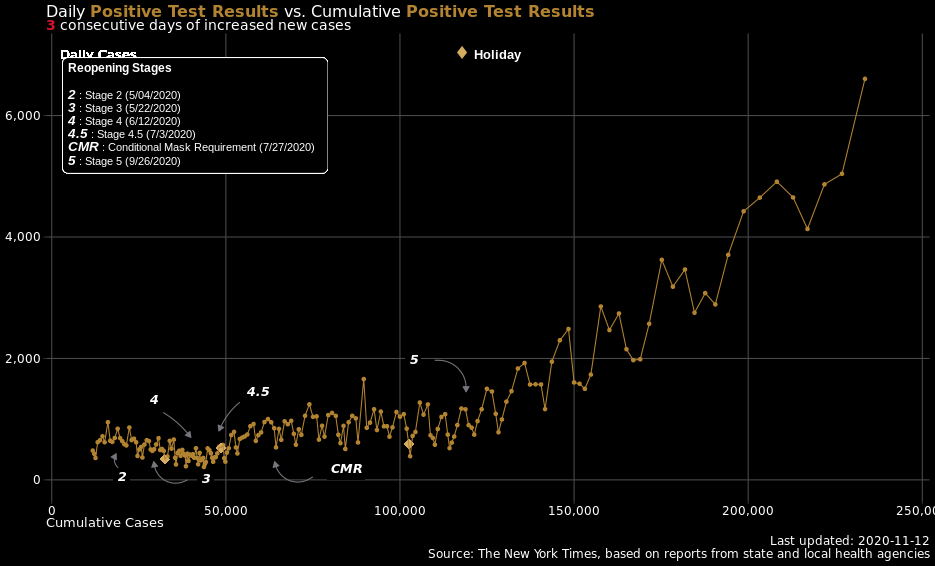 Daily Positive Test Results vs. Cumulative Positive Test Results
3 consecutive days of increased new cases
Daily Cases
Holiday
Reopening Stages
2 : Stage 2 (5/04/2020)
3 : Stage 3 (5/22/2020)
4 : Stage 4 (6/12/2020)
4.5 : Stage 4.5 (7/3/2020)
CMR : Conditional Mask Requirement (7/27/2020)
5 : Stage 5 (9/26/2020)
6,000
4,000
2,000
0
5
4
4.5
2
3
CMR
0 50,000 100,000 150,000 200,000 250,00
Cumulative Cases
Last updated: 2020-11-12
Source: The New York Times, based on reports from state and local health agencies